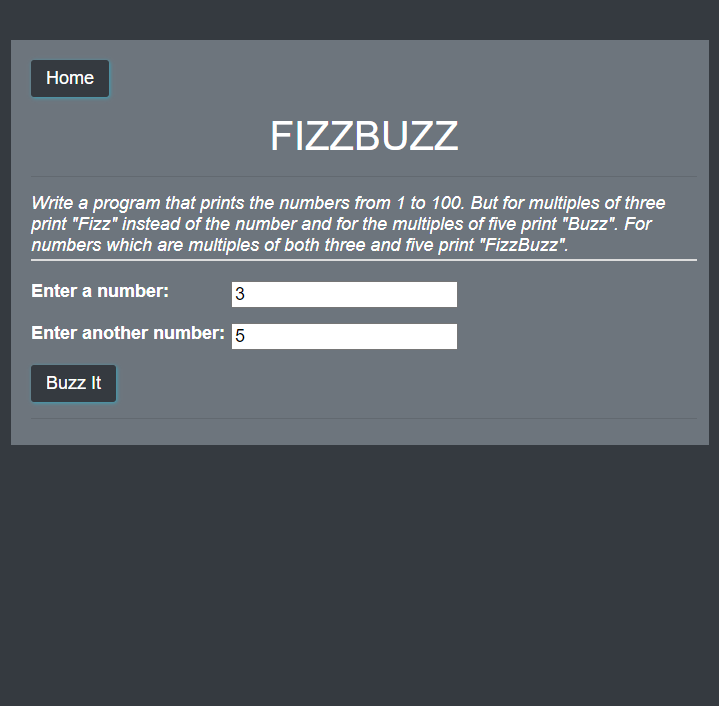 Home
FIZZBUZZ
Write a program that prints the numbers from 1 to 100. But for multiples of three
print "Fizz" instead of the number and for the multiples of five print "Buzz". For
numbers which are multiples of both three and five print "FizzBuzz".
Enter a number: 3
Enter another number: 5
Buzz It